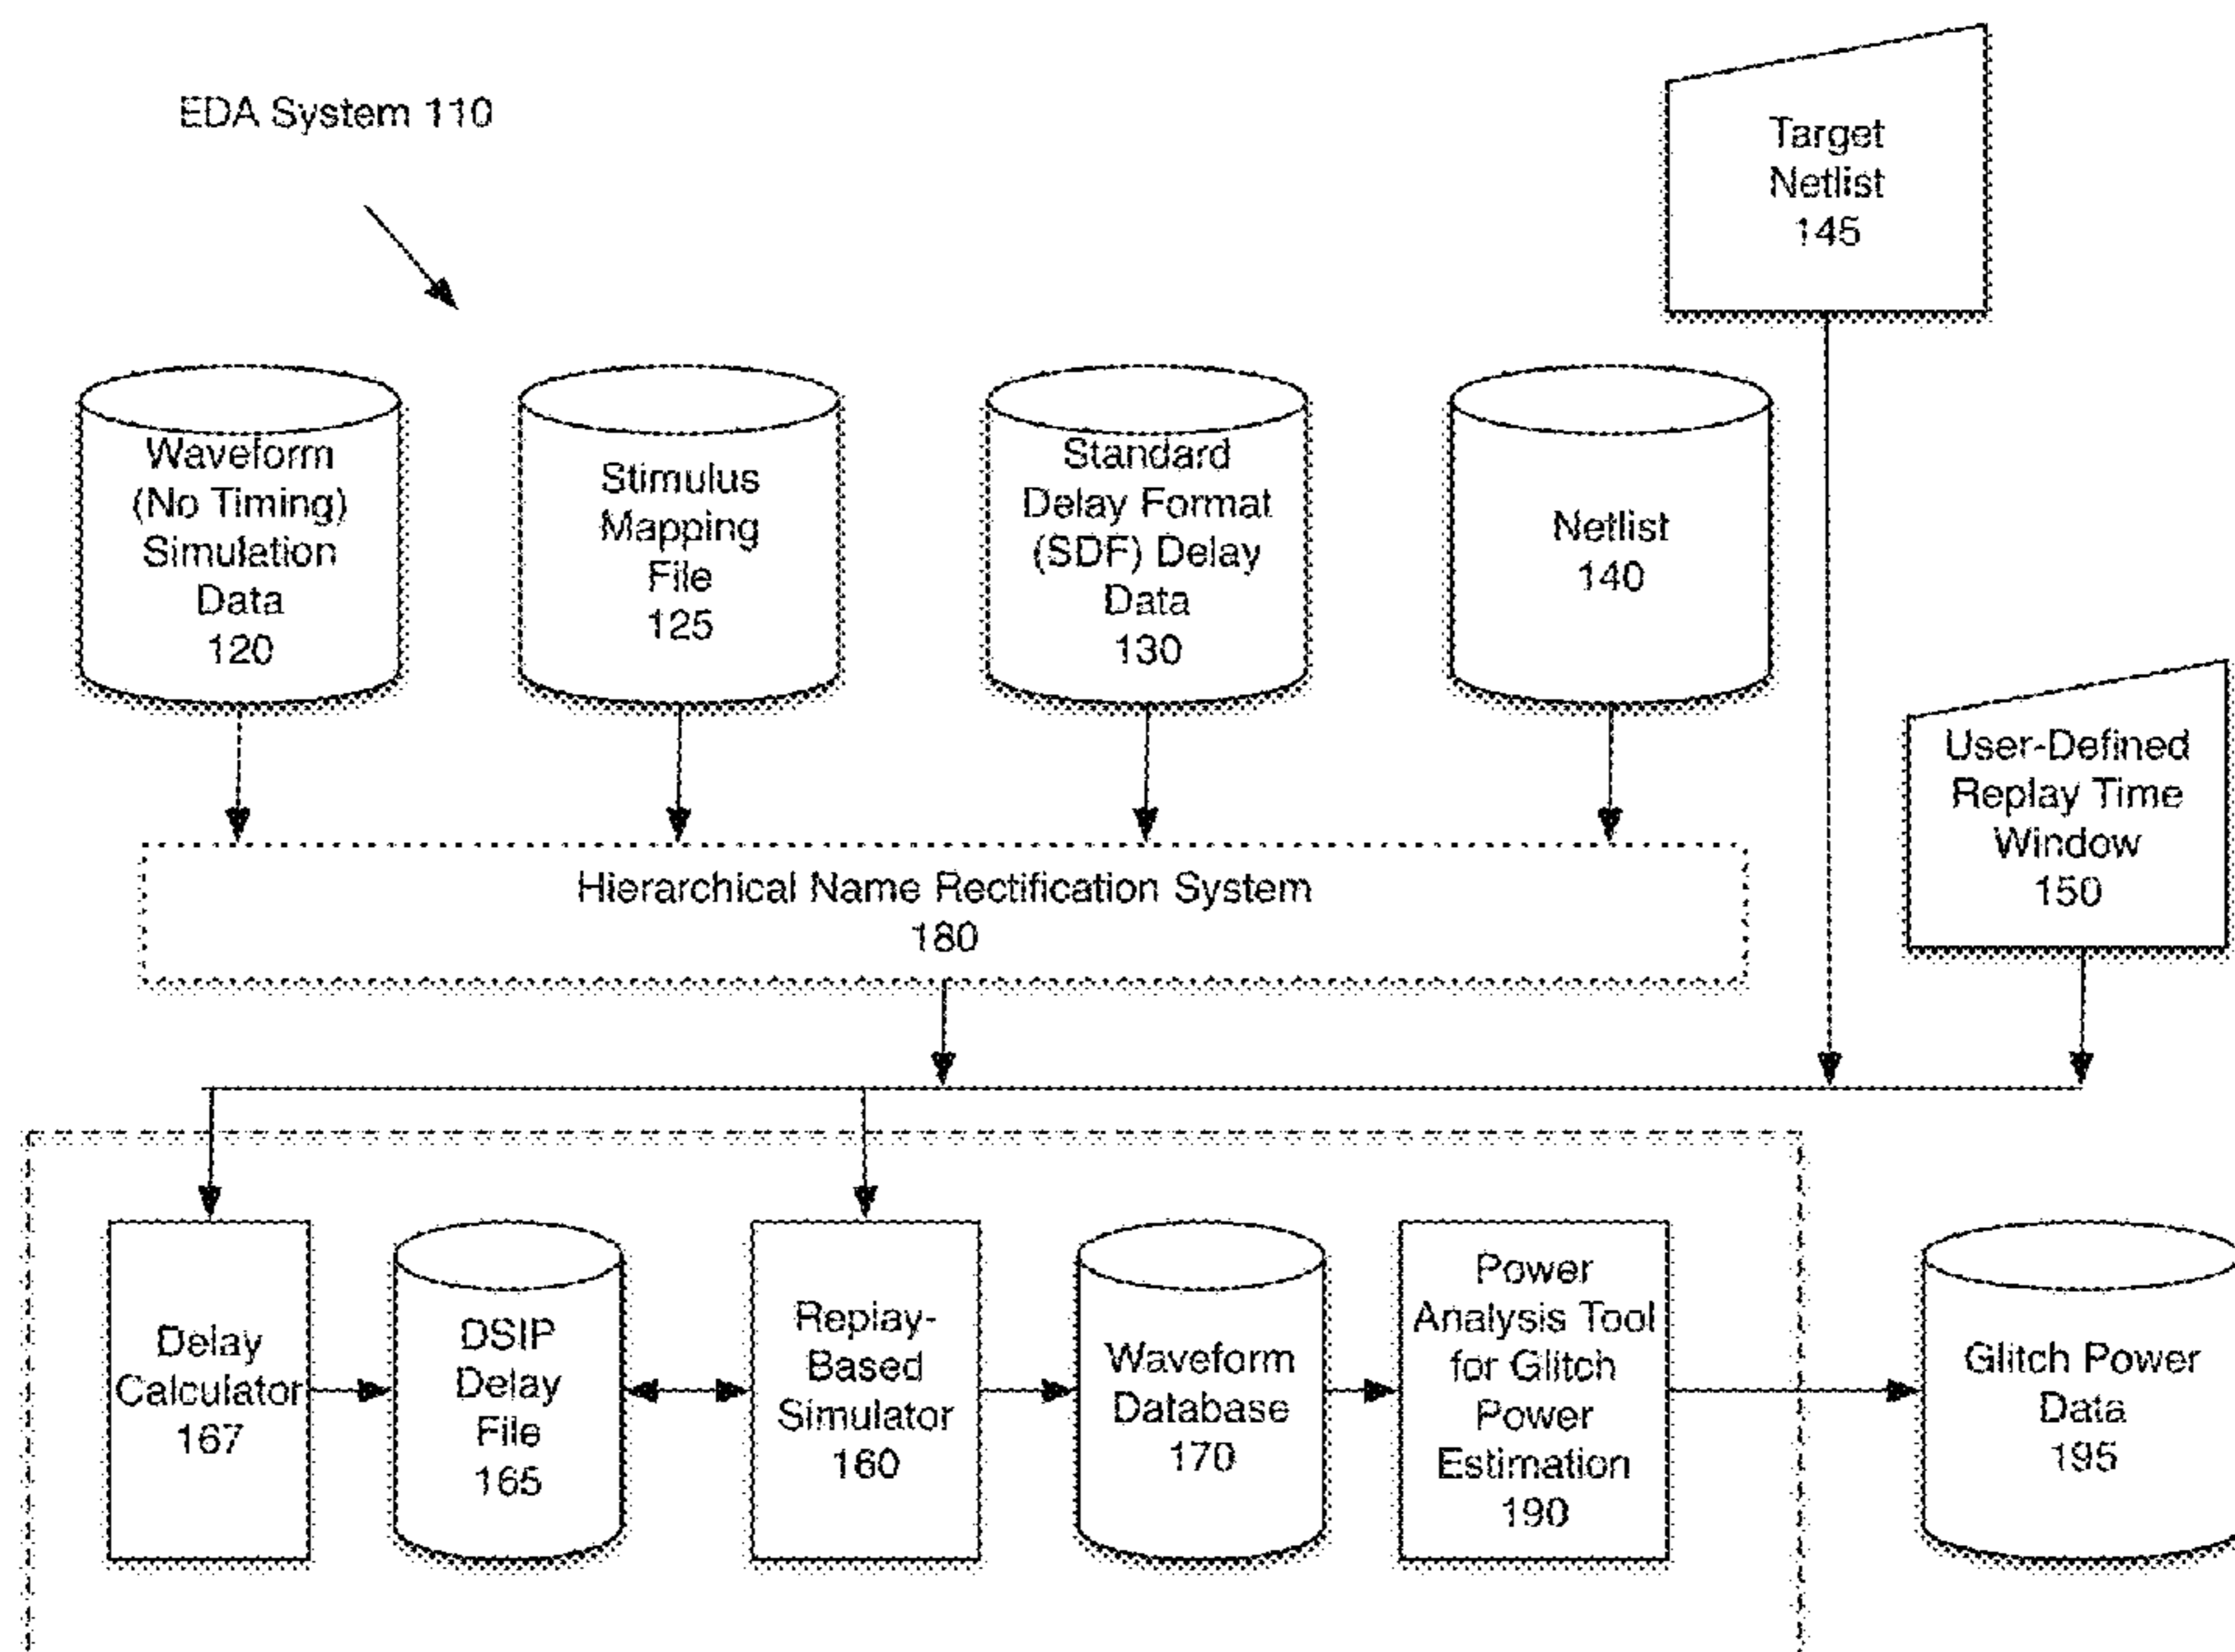 EDA System 110
Target
Netlist
145
Waveform
(No Timing)
Simulation
Data
120
Stimulus
Mapping
File
125
Standard
Delay Format
(SDF) Delay
Data
130
Netlist
140
User-Defined
Replay Time
Window
150
Hierarchical Name Rectification System
180
Delay
Calculator
167
DSIP
Delay
File
165
Replay-
Based
Simulator
160
Waveform
Database
170
Power
Analysis Tool
for Glitch
Power
Estimation
190
Glitch Power
Data
195